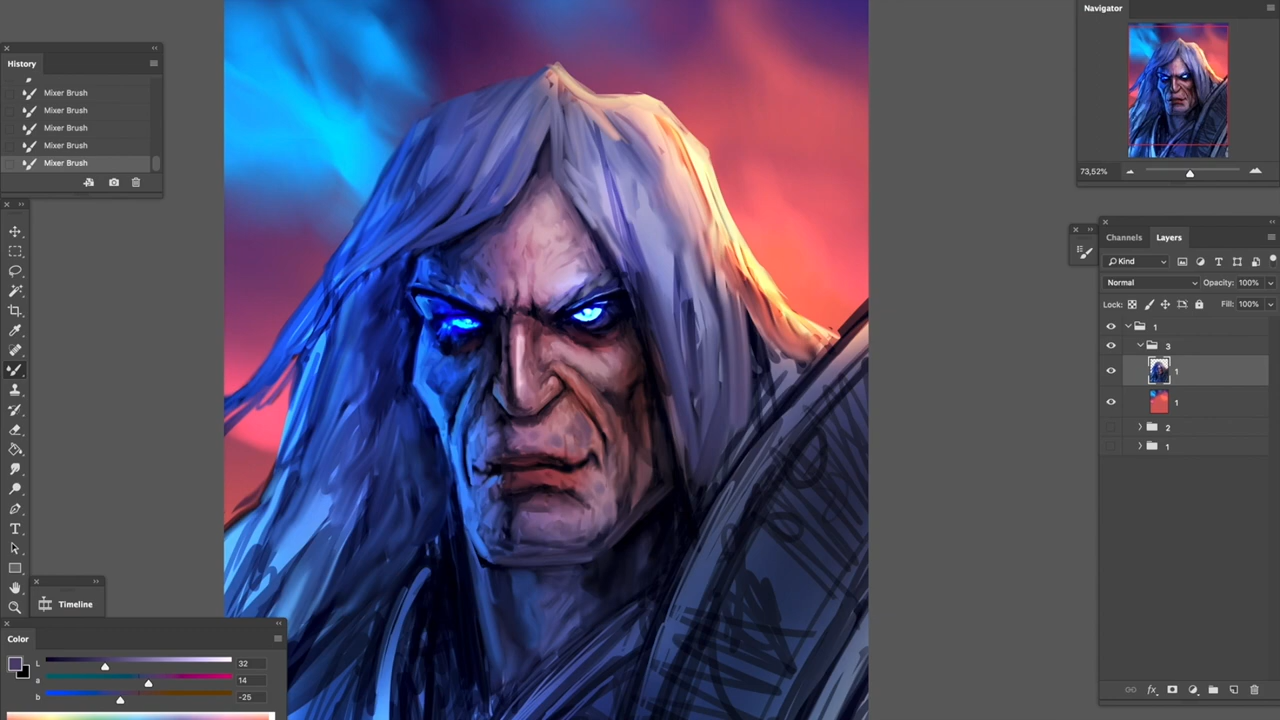 History
Mixer Brush
Mixer Brush
Mixer Brush
Mixer Brush
Mixer Brush
Timeline
Color
L 32
a 14
b -25
Navigator
73,52%
Channels Layers
Kind
Normal Opacity: 100%
Lock: Fill: 100%
1
3
1
1
2
1